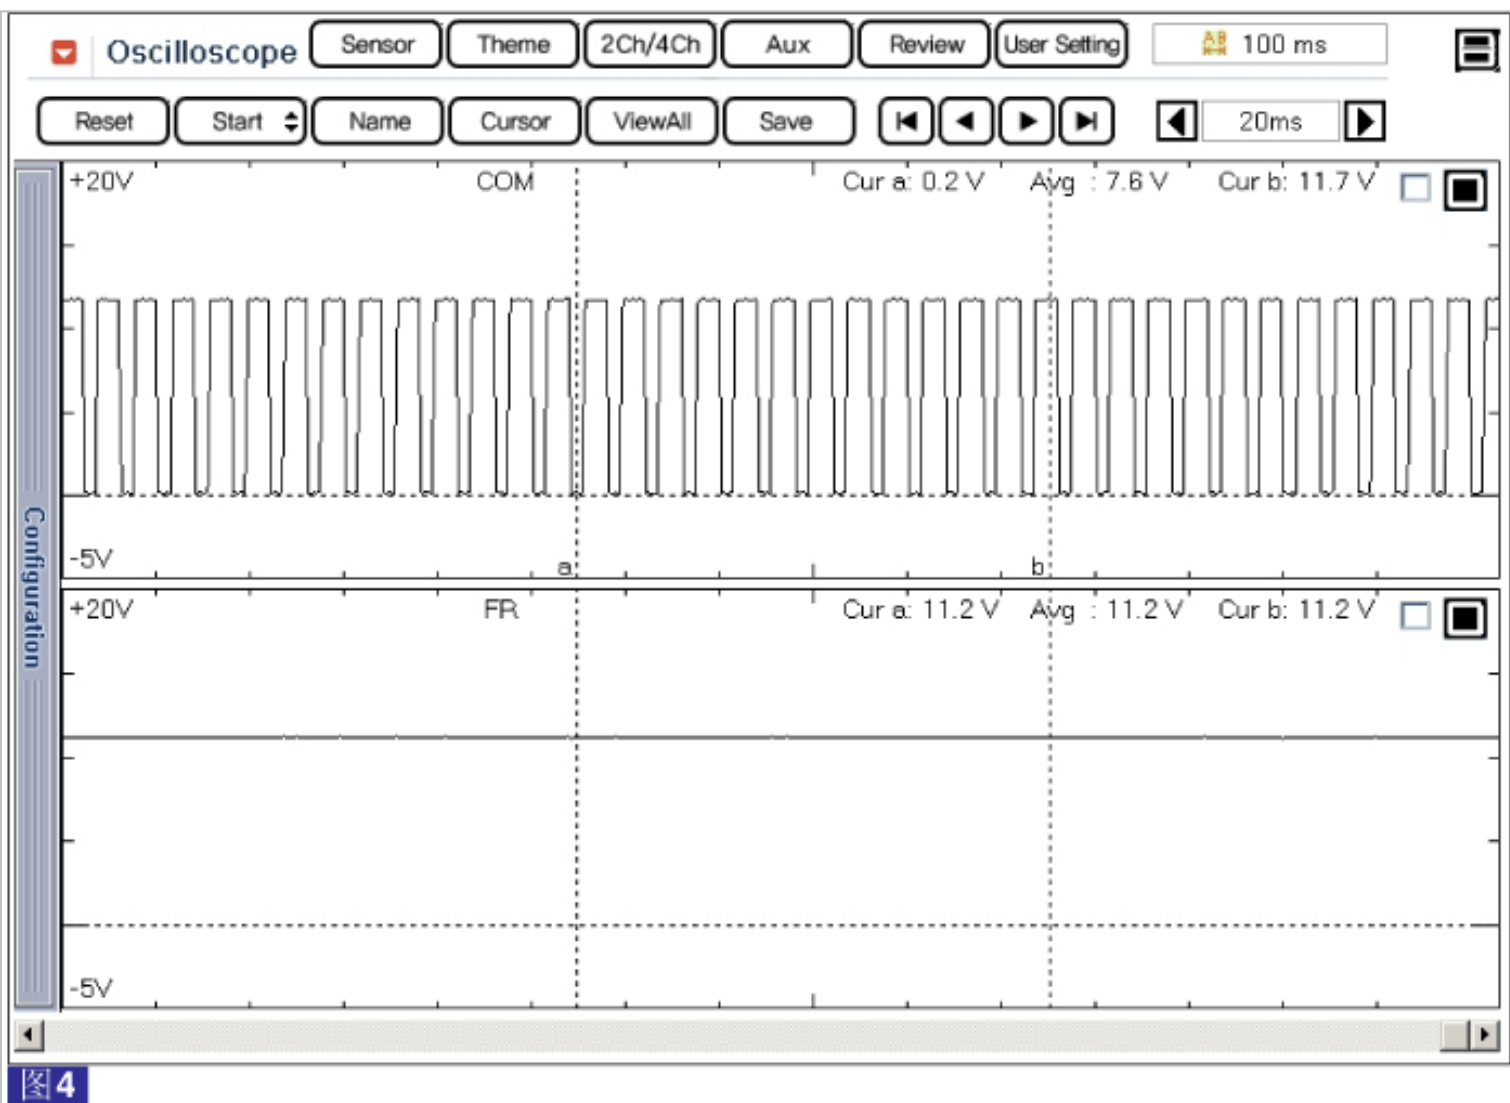 Oscilloscope Sensor Theme 2Ch/4Ch Aux Review User Setting AB 100 ms
Reset Start Name Cursor ViewAll Save 20ms
+20V COM Cur a: 0.2 V Avg : 7.6 V Cur b: 11.7 V
Configuration
-5V a b
+20V FR Cur a: 11.2 V Avg : 11.2 V Cur b: 11.2 V
-5V
图4